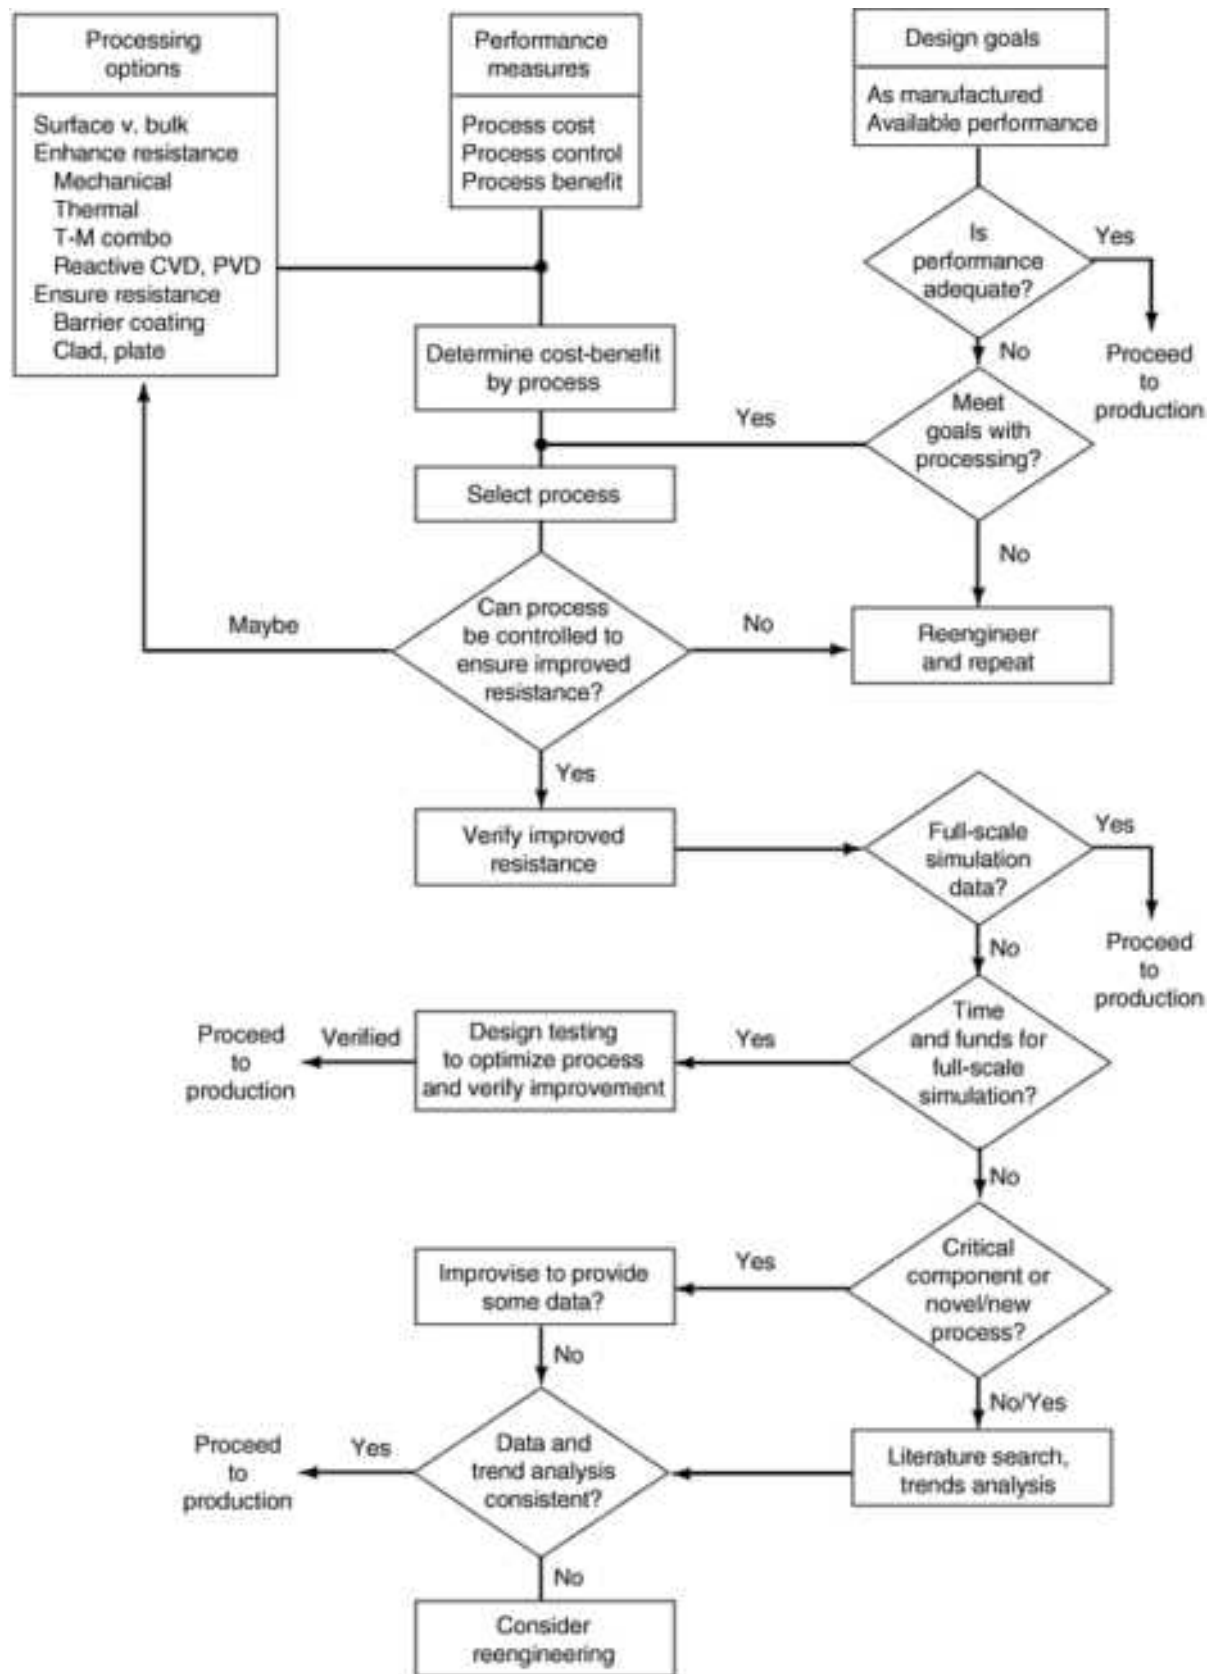 Processing
options
Surface v. bulk
Enhance resistance
Mechanical
Thermal
T-M combo
Reactive CVD, PVD
Ensure resistance
Barrier coating
Clad, plate
Performance
measures
Process cost
Process control
Process benefit
Design goals
As manufactured
Available performance
Is
performance
adequate?
Yes
Proceed
to
production
No
Determine cost-benefit
by process
Yes
Meet
goals with
processing?
Select process
No
Can process
be controlled to
ensure improved
resistance?
Maybe
No
Reengineer
and repeat
Yes
Verify improved
resistance
Full-scale
simulation
data?
Yes
Proceed
to
production
No
Time
and funds for
full-scale
simulation?
Yes
Design testing
to optimize process
and verify improvement
Verified
Proceed
to
production
No
Critical
component or
novel/new
process?
Yes
Improvise to provide
some data?
No
No/Yes
Literature search,
trends analysis
Data and
trend analysis
consistent?
Yes
Proceed
to
production
No
Consider
reengineering